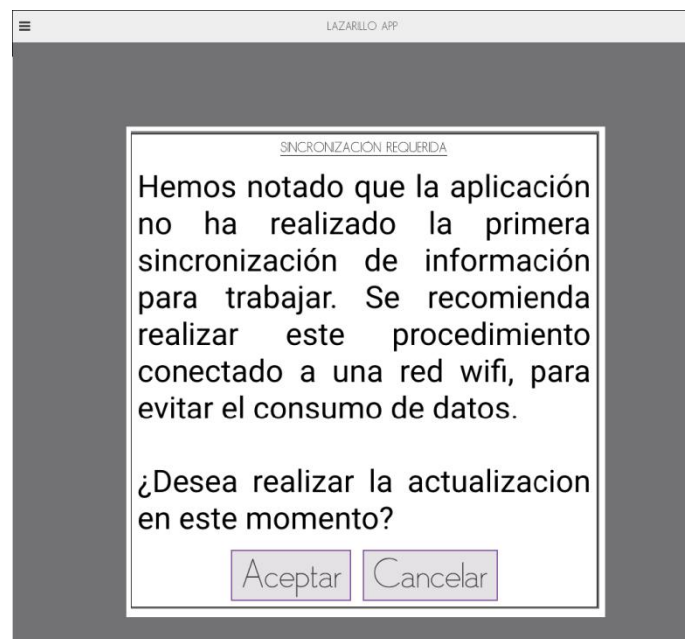 LAZARILLO APP
SINCRONIZACIÓN REQUERIDA
Hemos notado que la aplicación
no ha realizado la primera
sincronización de información
para trabajar. Se recomienda
realizar este procedimiento
conectado a una red wifi, para
evitar el consumo de datos.
¿Desea realizar la actualizacion
en este momento?
Aceptar Cancelar